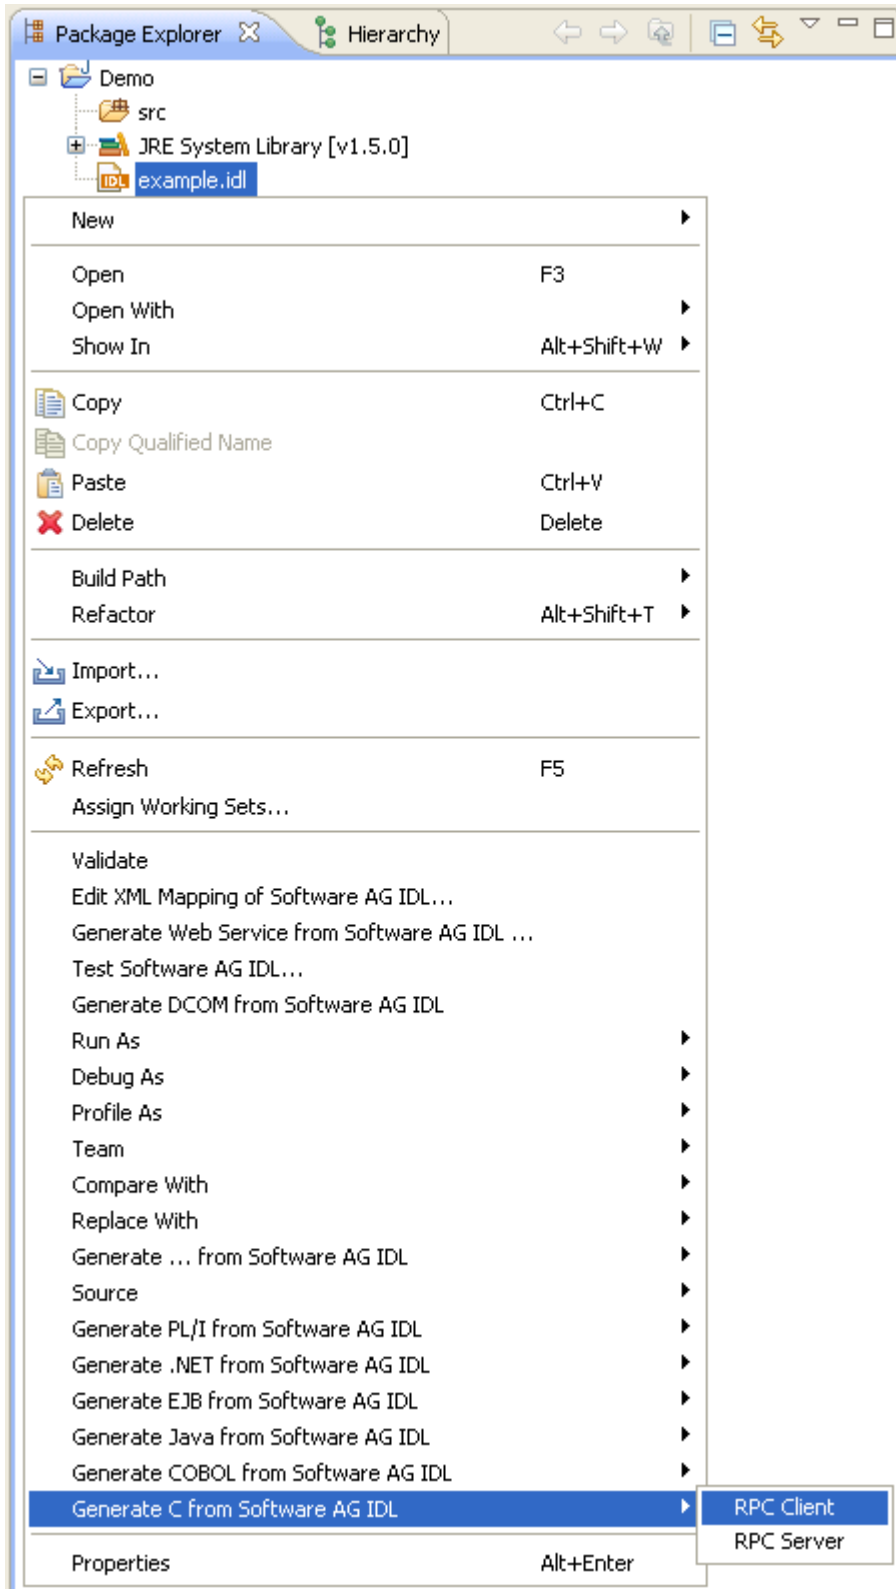 Package Explorer Hierarchy
Demo
src
JRE System Library [v1.5.0]
IDL example.idl
New
Open F3
Open With
Show In Alt+Shift+W
Copy Ctrl+C
Copy Qualified Name
Paste Ctrl+V
Delete Delete
Build Path
Refactor Alt+Shift+T
Import...
Export...
Refresh F5
Assign Working Sets...
Validate
Edit XML Mapping of Software AG IDL...
Generate Web Service from Software AG IDL ...
Test Software AG IDL...
Generate DCOM from Software AG IDL
Run As
Debug As
Profile As
Team
Compare With
Replace With
Generate ... from Software AG IDL
Source
Generate PL/I from Software AG IDL
Generate .NET from Software AG IDL
Generate EJB from Software AG IDL
Generate Java from Software AG IDL
Generate COBOL from Software AG IDL
Generate C from Software AG IDL RPC Client
RPC Server
Properties Alt+Enter